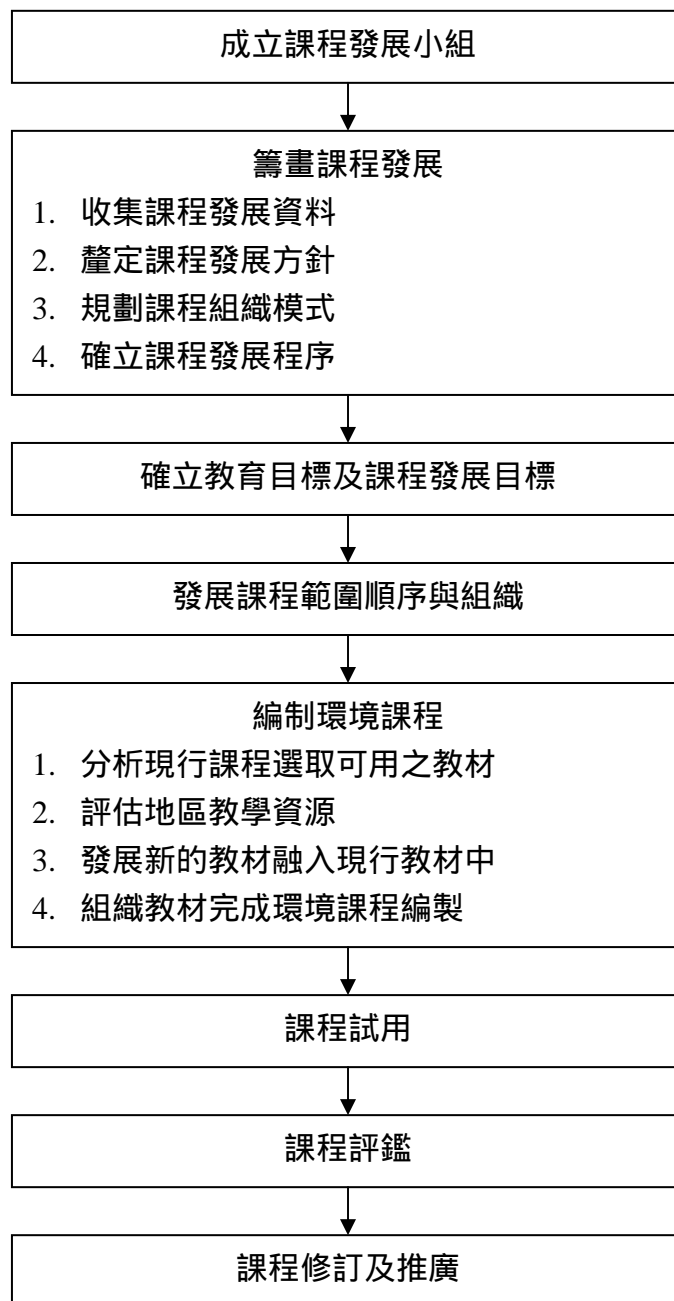 成立課程發展小組
籌畫課程發展
1. 收集課程發展資料
2. 釐定課程發展方針
3. 規劃課程組織模式
4. 確立課程發展程序
確立教育目標及課程發展目標
發展課程範圍順序與組織
編制環境課程
1. 分析現行課程選取可用之教材
2. 評估地區教學資源
3. 發展新的教材融入現行教材中
4. 組織教材完成環境課程編製
課程試用
課程評鑑
課程修訂及推廣